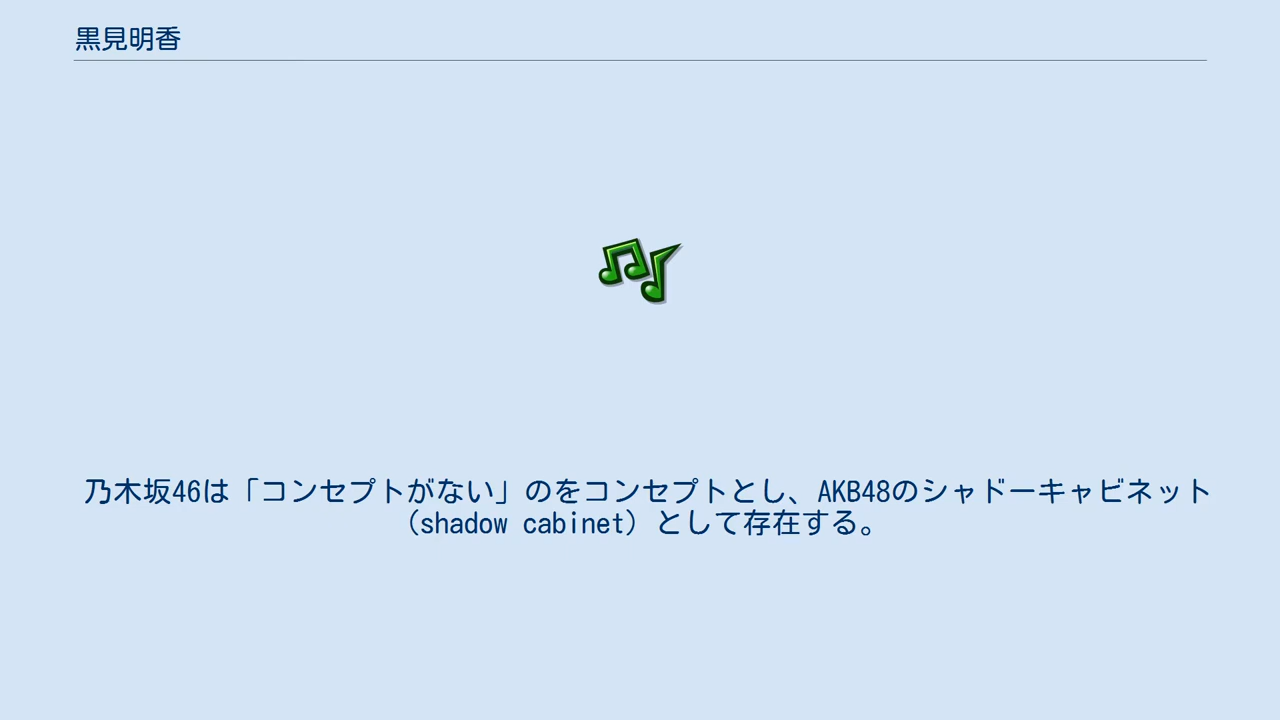 黒見明香
乃木坂46は「コンセプトがない」のをコンセプトとし、AKB48のシャドーキャビネット
（shadow cabinet）として存在する。